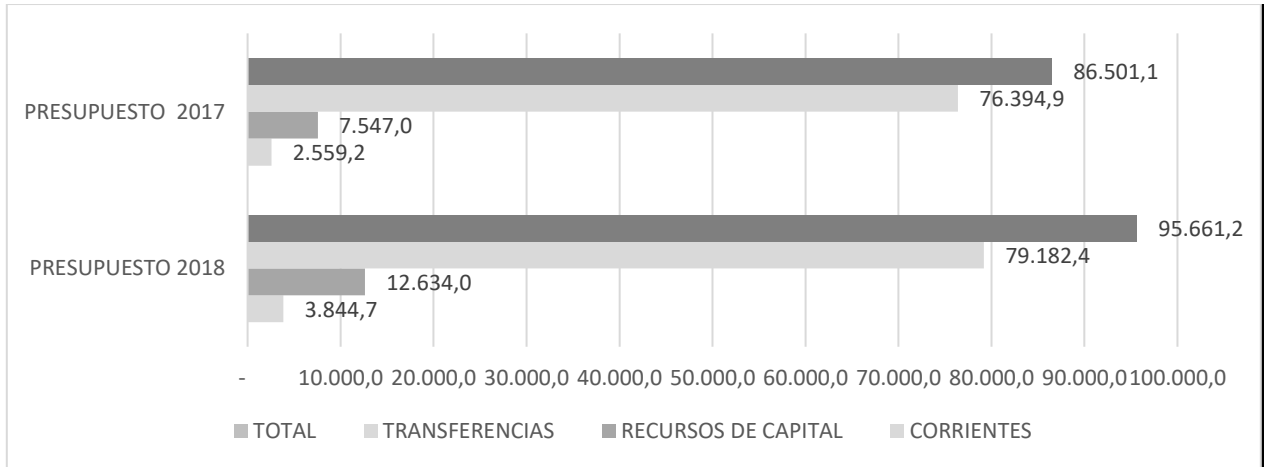 86.501,1
76.394,9
PRESUPUESTO  2017
7.547,0
2.559,2
95.661,2
79.182,4
PRESUPUESTO 2018
12.634,0
3.844,7
- 10.000,0 20.000,0 30.000,0 40.000,0 50.000,0 60.000,0 70.000,0 80.000,0 90.000,0 100.000,0
TOTAL TRANSFERENCIAS RECURSOS DE CAPITAL CORRIENTES